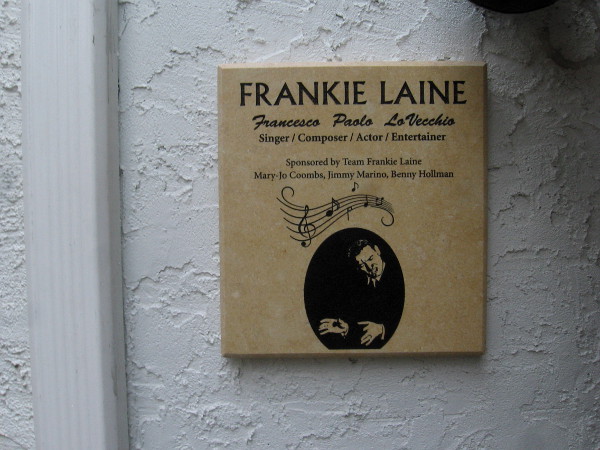 FRANKIE LAINE
Francesco Paolo LoVecchio
Singer / Composer / Actor / Entertainer
Sponsored by Team Frankie Laine
Mary-Jo Coombs, Jimmy Marino, Benny Hollman